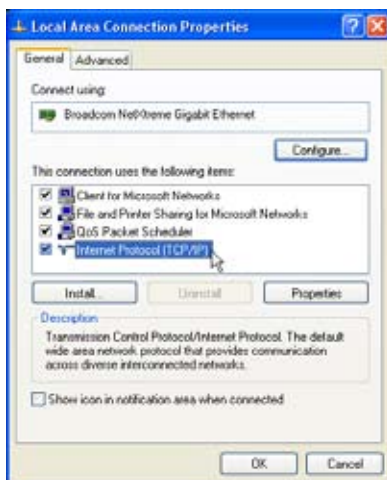 Local Area Connection Properties
General Advanced
Connect using:
Broadcom NetXtreme Gigabit Ethernet
Configure...
This connection uses the following items:
Client for Microsoft Networks
File and Printer Sharing for Microsoft Networks
QoS Packet Scheduler
Internet Protocol (TCP/IP)
Install... Uninstall Properties
Description
Transmission Control Protocol/Internet Protocol. The default
wide area network protocol that provides communication
across diverse interconnected networks.
Show icon in notification area when connected
OK Cancel